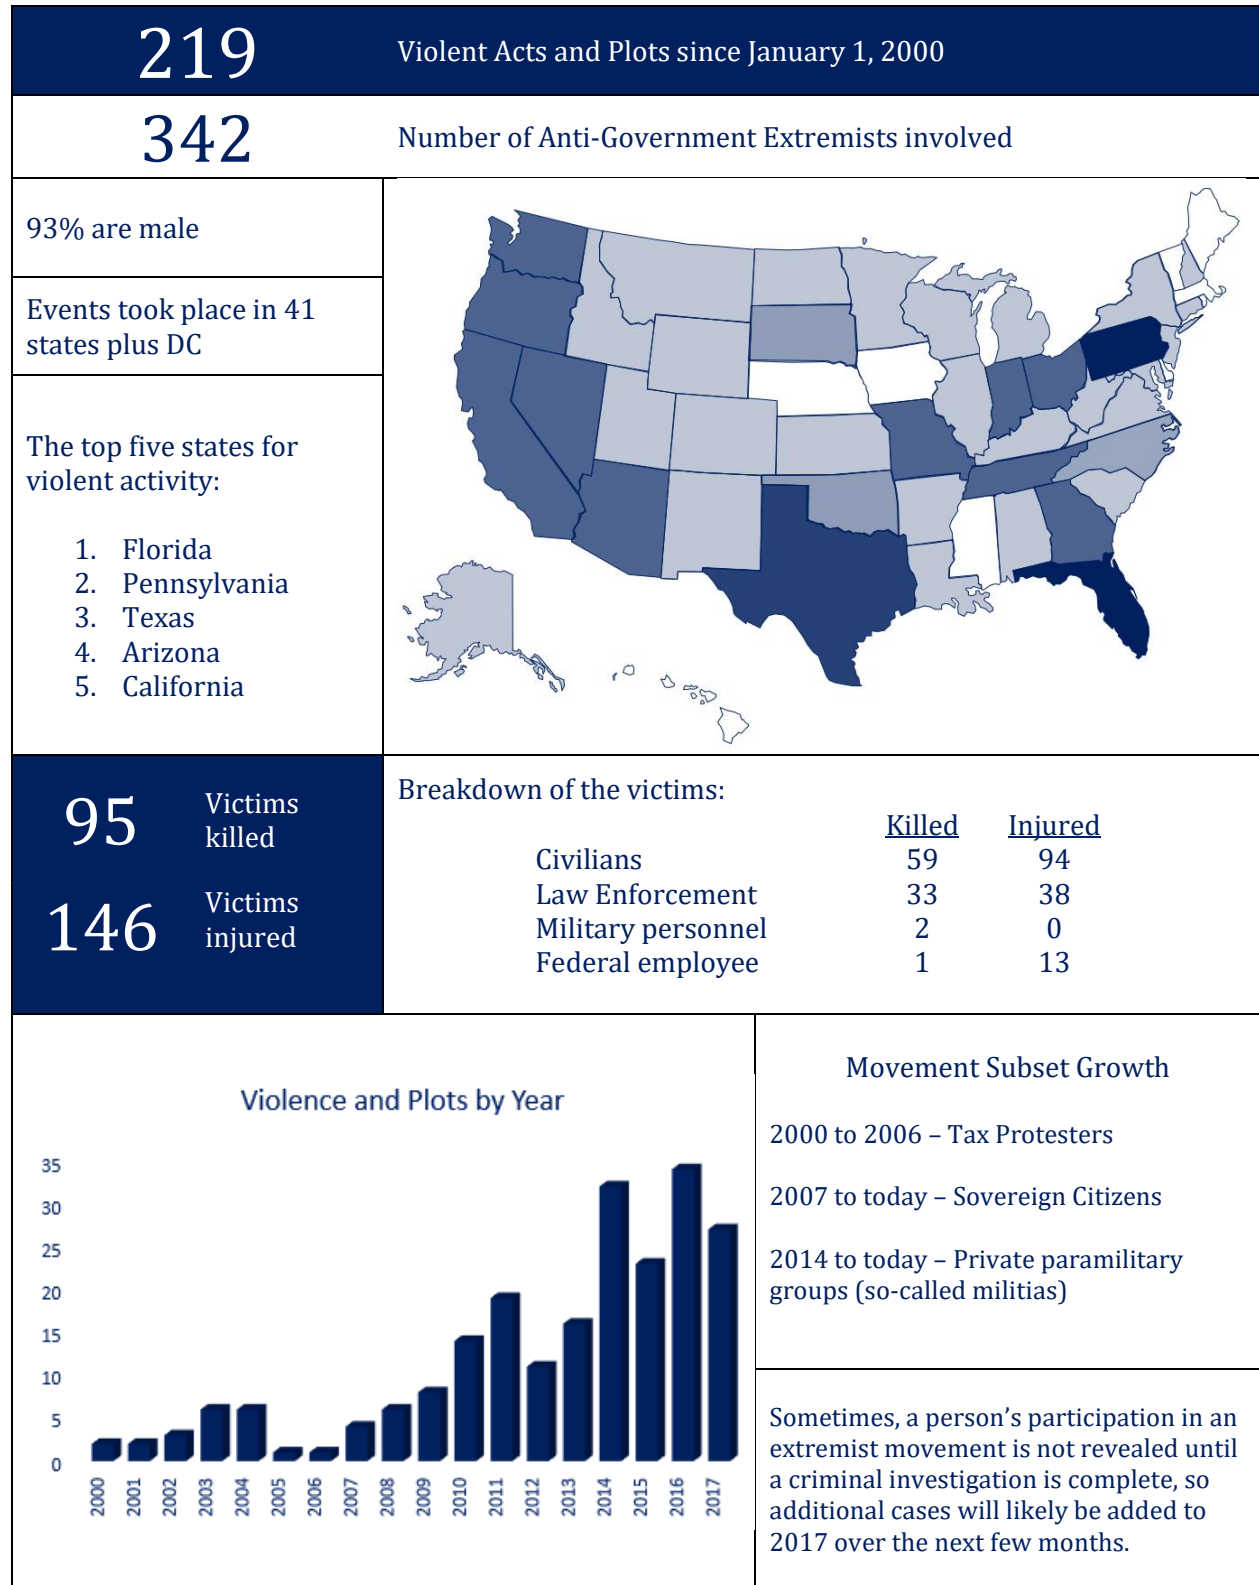 219 Violent Acts and Plots since January 1, 2000
342 Number of Anti-Government Extremists involved
93% are male
Events took place in 41
states plus DC
The top five states for
violent activity:
1. Florida
2. Pennsylvania
3. Texas
4. Arizona
5. California
95 Victims
killed
146 Victims
injured
Breakdown of the victims:
Killed Injured
Civilians 59 94
Law Enforcement 33 38
Military personnel 2 0
Federal employee 1 13
Violence and Plots by Year
35
30
25
20
15
10
5
0
2000 2001 2002 2003 2004 2005 2006 2007 2008 2009 2010 2011 2012 2013 2014 2015 2016 2017
Movement Subset Growth
2000 to 2006 – Tax Protesters
2007 to today – Sovereign Citizens
2014 to today – Private paramilitary
groups (so-called militias)
Sometimes, a person’s participation in an
extremist movement is not revealed until
a criminal investigation is complete, so
additional cases will likely be added to
2017 over the next few months.